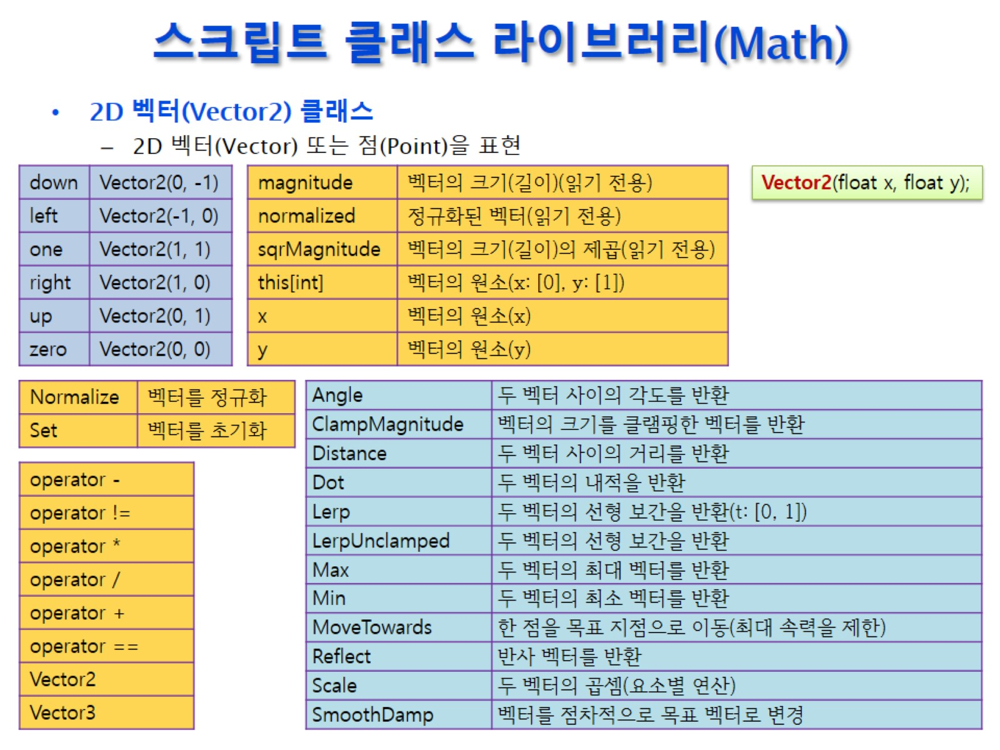 스크립트 클래스 라이브러리(Math)
• 2D 벡터(Vector2) 클래스
– 2D 벡터(Vector) 또는 점(Point)을 표현
down Vector2(0, -1)
left Vector2(-1, 0)
one Vector2(1, 1)
right Vector2(1, 0)
up Vector2(0, 1)
zero Vector2(0, 0)
magnitude 벡터의 크기(길이)(읽기 전용)
normalized 정규화된 벡터(읽기 전용)
sqrMagnitude 벡터의 크기(길이)의 제곱(읽기 전용)
this[int] 벡터의 원소(x: [0], y: [1])
x 벡터의 원소(x)
y 벡터의 원소(y)
Vector2(float x, float y);
Normalize 벡터를 정규화
Set 벡터를 초기화
operator -
operator !=
operator *
operator /
operator +
operator ==
Vector2
Vector3
Angle 두 벡터 사이의 각도를 반환
ClampMagnitude 벡터의 크기를 클램핑한 벡터를 반환
Distance 두 벡터 사이의 거리를 반환
Dot 두 벡터의 내적을 반환
Lerp 두 벡터의 선형 보간을 반환(t: [0, 1])
LerpUnclamped 두 벡터의 선형 보간을 반환
Max 두 벡터의 최대 벡터를 반환
Min 두 벡터의 최소 벡터를 반환
MoveTowards 한 점을 목표 지점으로 이동(최대 속력을 제한)
Reflect 반사 벡터를 반환
Scale 두 벡터의 곱셈(요소별 연산)
SmoothDamp 벡터를 점차적으로 목표 벡터로 변경